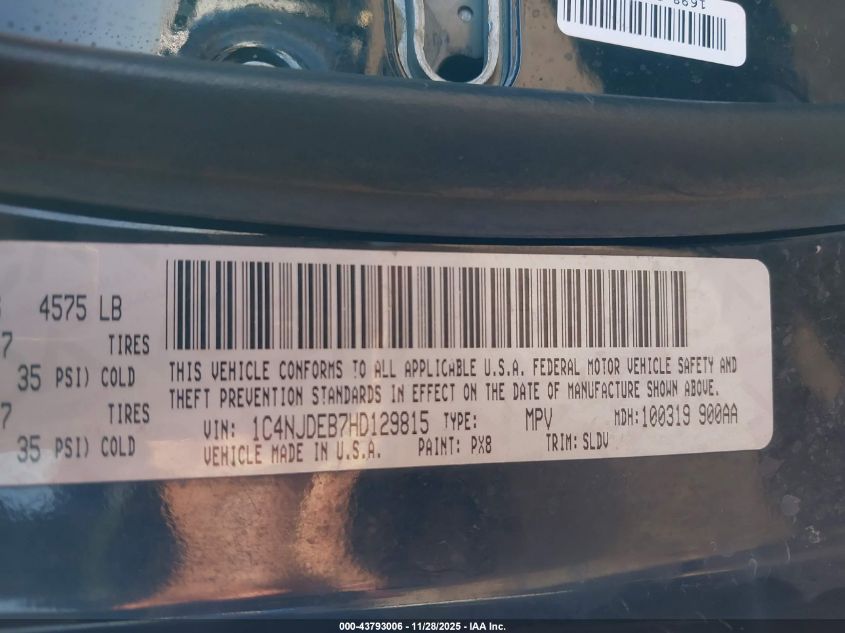 1698
4575 LB
7 TIRES
35 PSI) COLD
7 TIRES
35 PSI) COLD
THIS VEHICLE CONFORMS TO ALL APPLICABLE U.S.A. FEDERAL MOTOR VEHICLE SAFETY AND
THEFT PREVENTION STANDARDS IN EFFECT ON THE DATE OF MANUFACTURE SHOWN ABOVE.
VIN: 1C4NJDEB7HD129815 TYPE: MPV MDH:100319 900AA
VEHICLE MADE IN U.S.A. PAINT: PX8 TRIM: SLDV
000-43793006 | 11/28/2025 - IAA Inc.